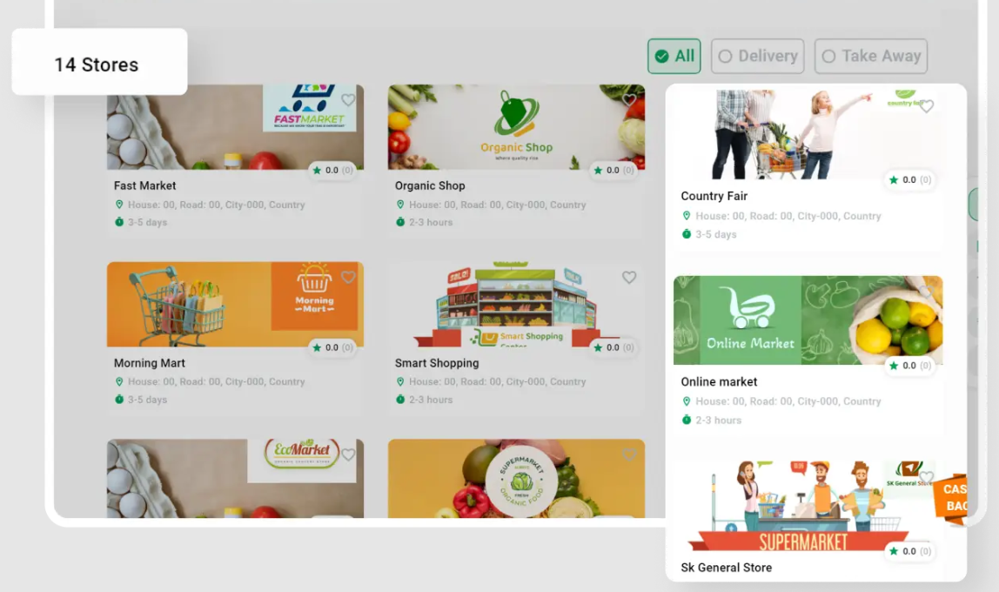 14 Stores
All
Delivery
Take Away
FASTMARKET
0.0 (0)
Fast Market
House: 00, Road: 00, City-000, Country
3-5 days
Organic Shop
where quality rise
0.0 (0)
Organic Shop
House: 00, Road: 00, City-000, Country
2-3 hours
country fair
0.0 (0)
Country Fair
House: 00, Road: 00, City-000, Country
3-5 days
Morning
Mart
0.0 (0)
Morning Mart
House: 00, Road: 00, City-000, Country
3-5 days
Smart Shopping
Center
0.0 (0)
Smart Shopping
House: 00, Road: 00, City-000, Country
2-3 hours
Online Market
0.0 (0)
Online market
House: 00, Road: 00, City-000, Country
2-3 hours
EcoMarket
SUPERMARKET
FRESH
ORGANIC FOOD
SK General Store
CAS
BAC
SUPERMARKET
0.0 (0)
Sk General Store